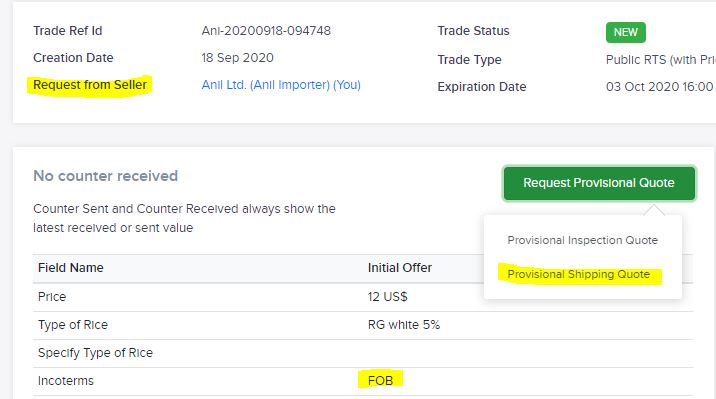 Trade Ref Id Ani-20200918-094748 Trade Status NEW
Creation Date 18 Sep 2020 Trade Type Public RTS (with Pri
Request from Seller Anil Ltd. (Anil Importer) (You) Expiration Date 03 Oct 2020 16:00
No counter received Request Provisional Quote
Counter Sent and Counter Received always show the
latest received or sent value
Provisional Inspection Quote
Provisional Shipping Quote
Field Name Initial Offer
Price 12 US$
Type of Rice RG white 5%
Specify Type of Rice
Incoterms FOB